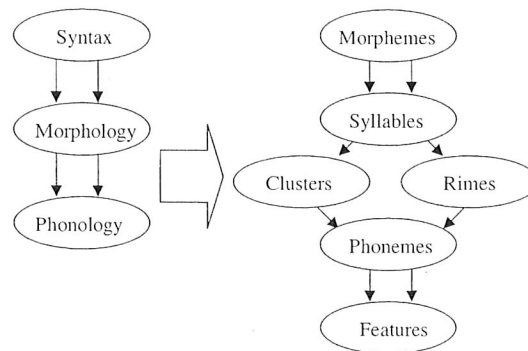 Syntax
Morphology
Phonology
Morphemes
Syllables
Clusters
Rimes
Phonemes
Features